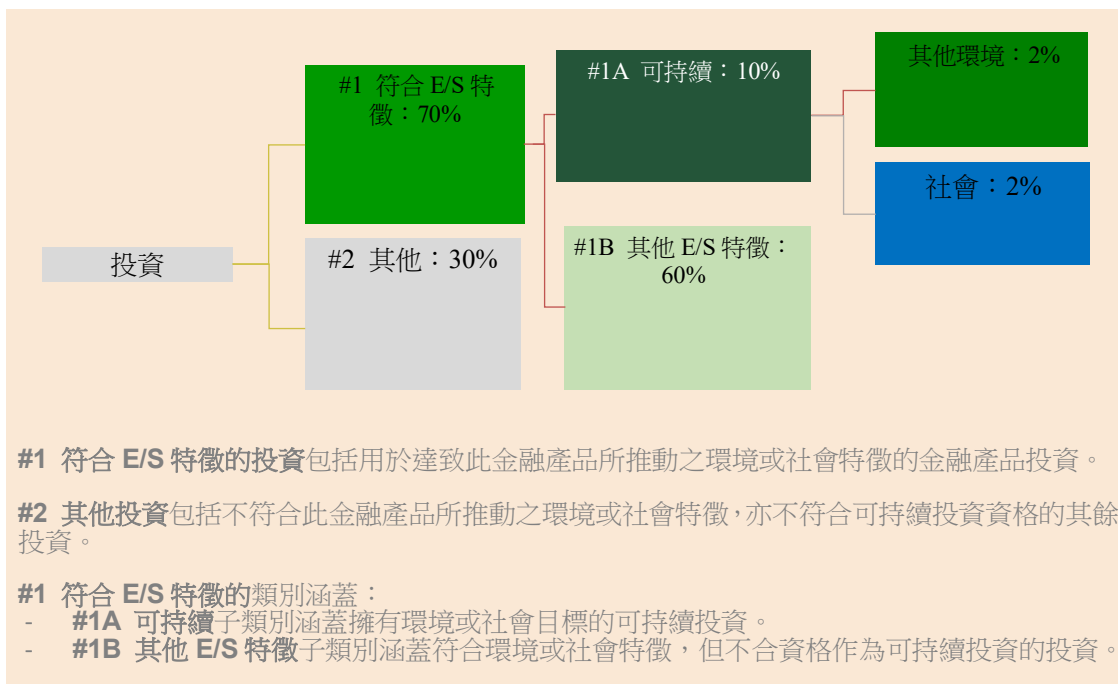 投資
#1 符合 E/S 特
徵：70%
#2 其他：30%
#1A 可持續：10%
#1B 其他 E/S 特徵：
60%
其他環境：2%
社會：2%
#1 符合 E/S 特徵的投資包括用於達致此金融產品所推動之環境或社會特徵的金融產品投資。
#2 其他投資包括不符合此金融產品所推動之環境或社會特徵，亦不符合可持續投資資格的其餘
投資。
#1 符合 E/S 特徵的類別涵蓋：
- #1A 可持續子類別涵蓋擁有環境或社會目標的可持續投資。
- #1B 其他 E/S 特徵子類別涵蓋符合環境或社會特徵，但不合資格作為可持續投資的投資。